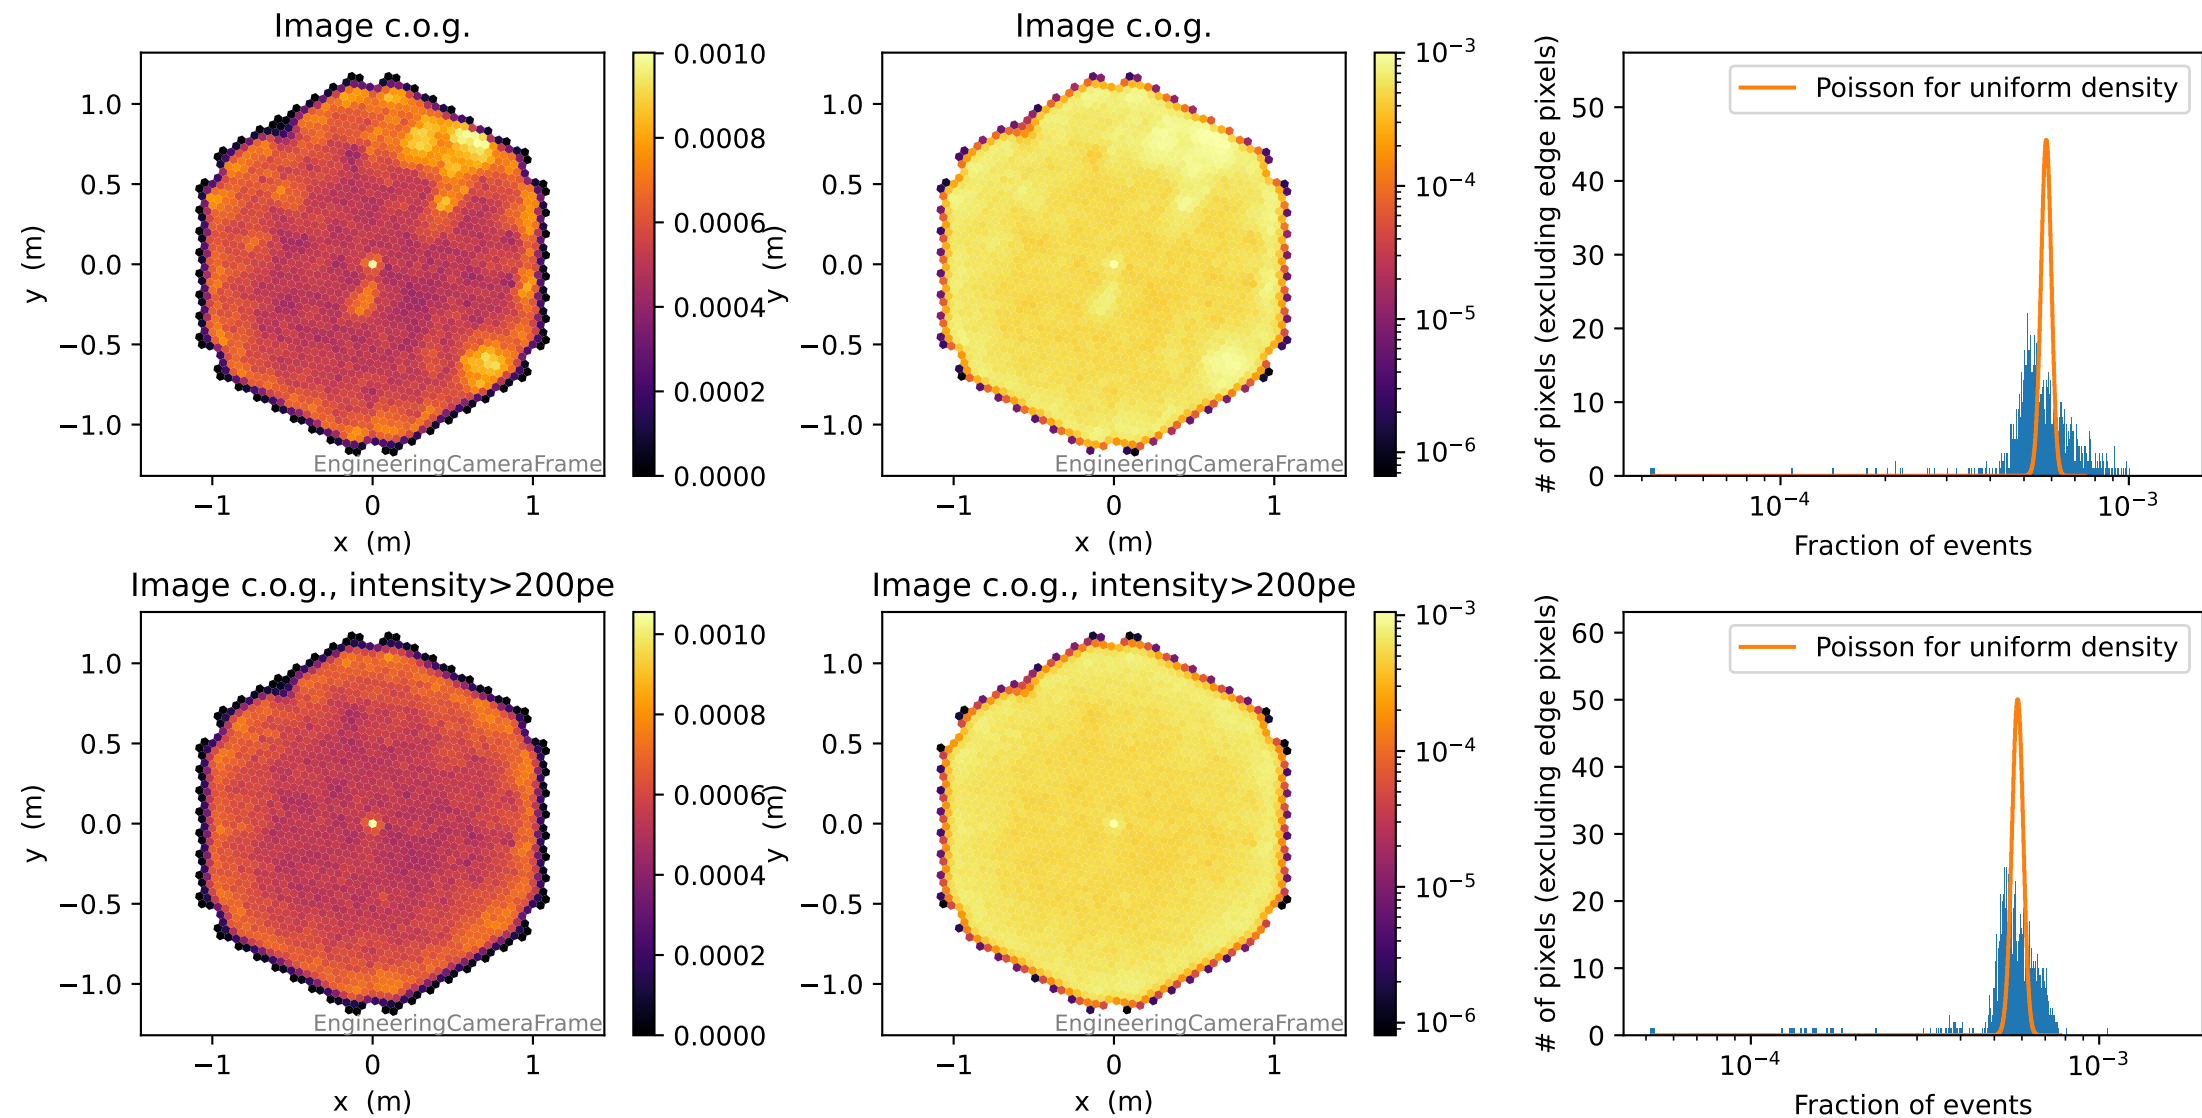 Image c.o.g.
y (m)
1.0
0.5
0.0
−0.5
−1.0
−1 0 1
x (m)
EngineeringCameraFrame
0.0010
0.0008
0.0006
0.0004
0.0002
0.0000
Image c.o.g.
y (m)
1.0
0.5
0.0
−0.5
−1.0
−1 0 1
x (m)
EngineeringCameraFrame
10−3
10−4
10−5
10−6
# of pixels (excluding edge pixels)
50
40
30
20
10
0
Poisson for uniform density
10−4 10−3
Fraction of events
Image c.o.g., intensity>200pe
y (m)
1.0
0.5
0.0
−0.5
−1.0
−1 0 1
x (m)
EngineeringCameraFrame
0.0010
0.0008
0.0006
0.0004
0.0002
0.0000
Image c.o.g., intensity>200pe
y (m)
1.0
0.5
0.0
−0.5
−1.0
−1 0 1
x (m)
EngineeringCameraFrame
10−3
10−4
10−5
10−6
# of pixels (excluding edge pixels)
60
50
40
30
20
10
0
Poisson for uniform density
10−4 10−3
Fraction of events